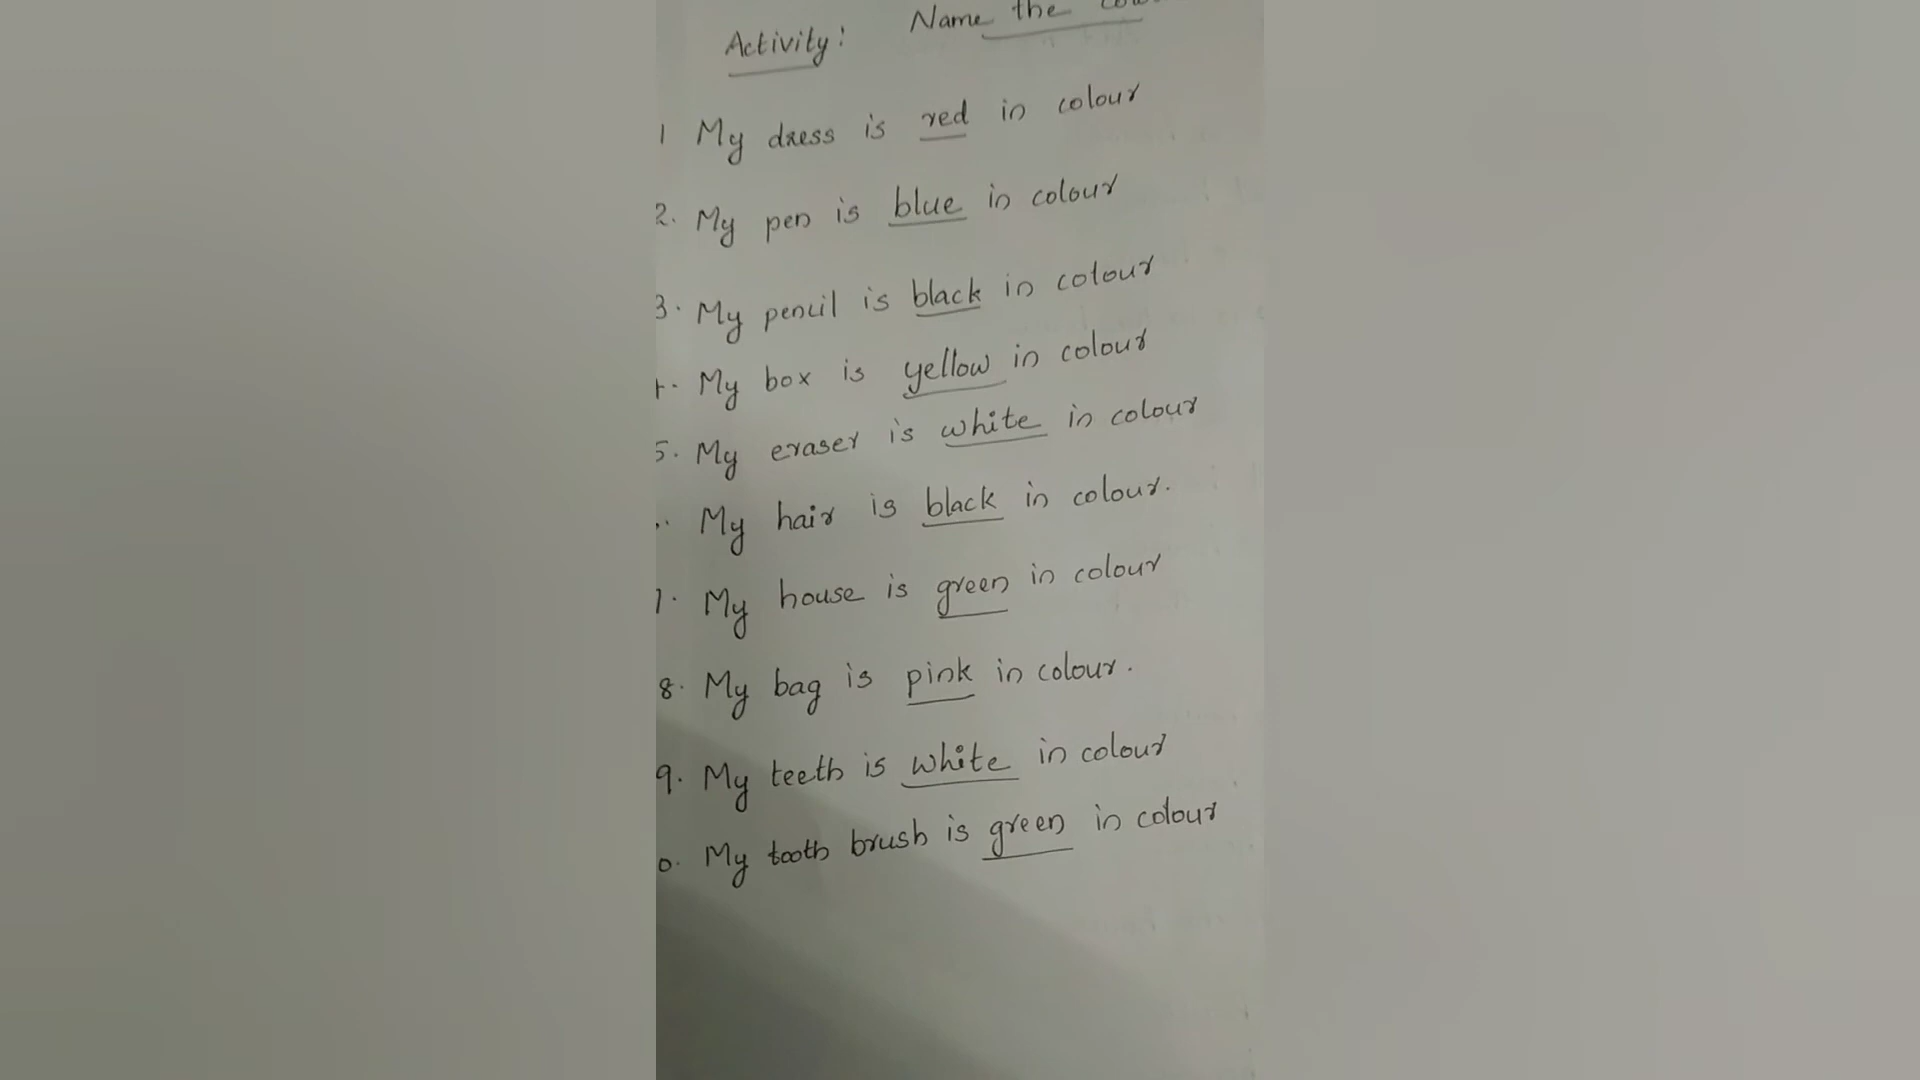 Activity: Name the
1 My dress is red in colour
2. My pen is blue in colour
3. My pencil is black in colour
My box is yellow in colour
5. My eraser is white in colour
My hair is black in colour.
7. My house is green in colour
8. My bag is pink in colour.
9. My teeth is white in colour
0. My tooth brush is green in colour